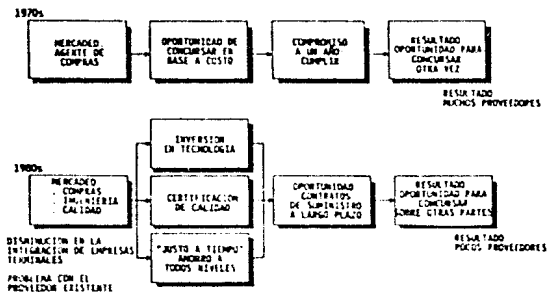 1970s
MERCADEO:
AGENTE DE
COMPRAS
OPORTUNIDAD DE
CONCURSAR EN
BASE A COSTO
COMPROMISO
A UN AÑO
CUMPLIR
RESULTADO
OPORTUNIDAD PARA
CONCURSAR
OTRA VEZ
RESULTADO
MUCHOS PROVEEDORES
1980s
MERCADEO
: COMPRAS
: INGENIERIA
: CALIDAD
INVERSION
EN TECNOLOGIA
CERTIFICACION
DE CALIDAD
"JUSTO A TIEMPO"
AHORRO A
TODOS NIVELES
OPORTUNIDAD
CONTRATOS
DE SUMINISTRO
A LARGO PLAZO
RESULTADO
OPORTUNIDAD PARA
CONCURSAR
SOBRE OTRAS PARTES
RESULTADO
POCOS PROVEEDORES
DISMINUCION EN LA
INTEGRACION DE EMPRESAS
TERMINALES
PROBLEMA CON EL
PROVEEDOR EXISTENTE